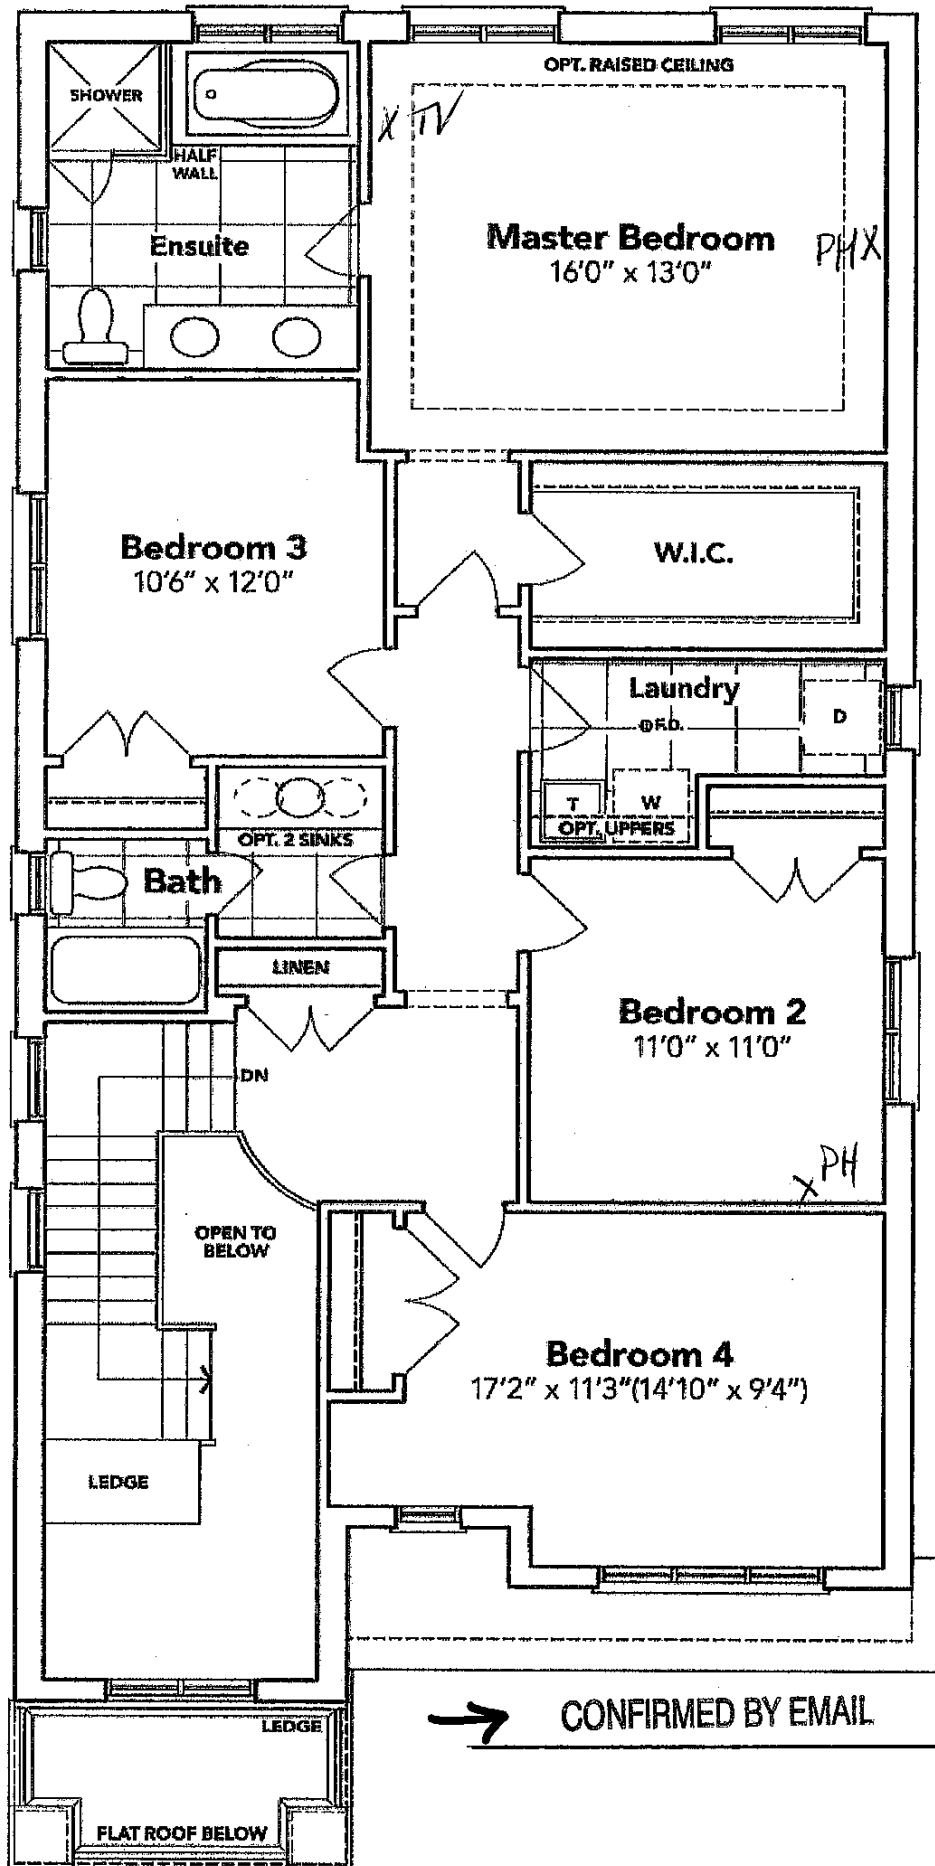 OPT. RAISED CEILING
SHOWER
X TV
HALF
WALL
Ensuite
Master Bedroom
16'0" x 13'0"
PHX
Bedroom 3
10'6" x 12'0"
W.I.C.
Laundry
F.D.
D
T
W
OPT. UPPERS
OPT. 2 SINKS
Bath
LINEN
Bedroom 2
11'0" x 11'0"
DN
X PH
OPEN TO
BELOW
Bedroom 4
17'2" x 11'3"(14'10" x 9'4")
LEDGE
CONFIRMED BY EMAIL
LEDGE
FLAT ROOF BELOW